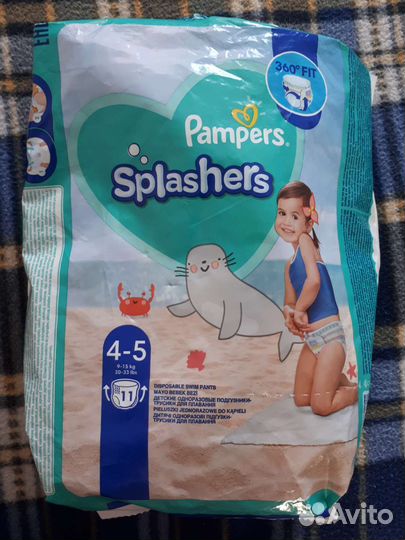 360° FIT
Pampers®
Splashers
4-5
9-15 kg
20-33 lbs
11
DISPOSABLE SWIM PANTS
MAYO BEBEK BEZİ
ДЕТСКИЕ ОДНОРАЗОВЫЕ ПОДГУЗНИКИ-
ТРУСИКИ ДЛЯ ПЛАВАНИЯ
PIELUSZKI JEDNORAZOWE DO KĄPIELI
ДИТЯЧІ ОДНОРАЗОВІ ПІДГУЗКИ-
ТРУСИКИ ДЛЯ ПЛАВАННЯ
Avito